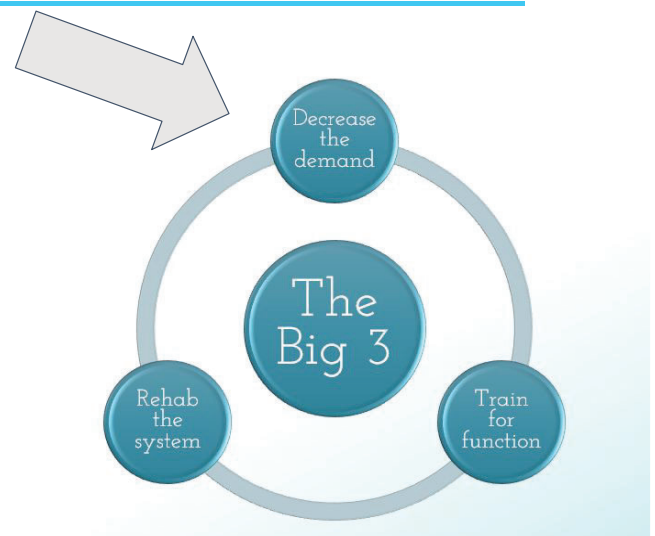 Decrease
the
demand
The
Big 3
Rehab
the
system
Train
for
function